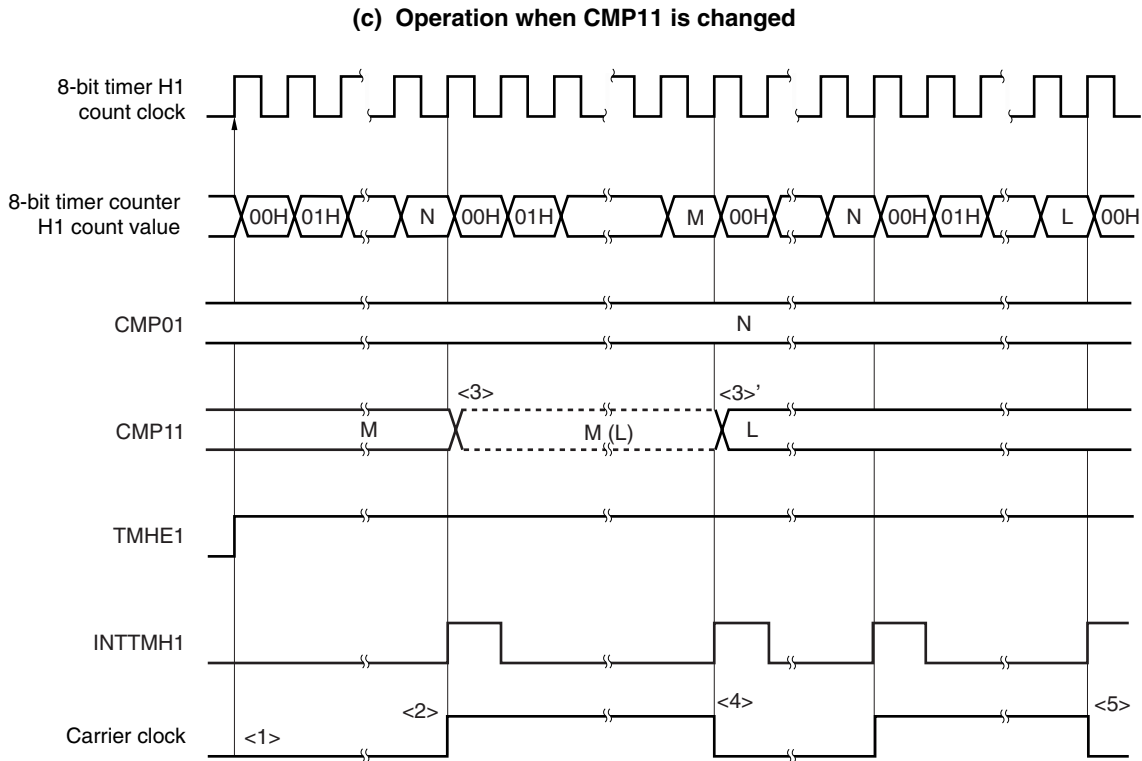 (c) Operation when CMP11 is changed
8-bit timer H1
count clock
8-bit timer counter
H1 count value
00H 01H N 00H 01H M 00H N 00H 01H L 00H
CMP01
N
<3> <3>’
CMP11
M M (L) L
TMHE1
INTTMH1
<2> <4> <5>
Carrier clock
<1>